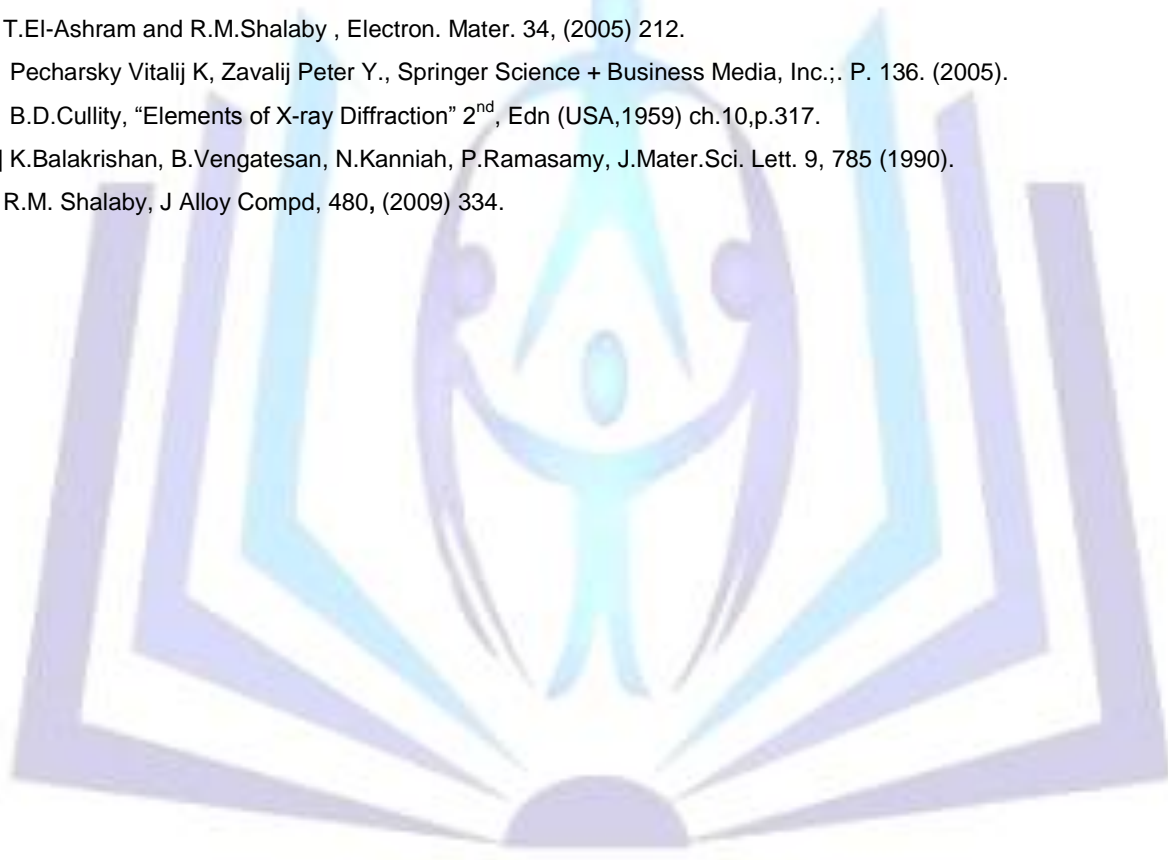 T.El-Ashram and R.M.Shalaby , Electron. Mater. 34, (2005) 212.
Pecharsky Vitalij K, Zavalij Peter Y., Springer Science + Business Media, Inc.;. P. 136. (2005).
B.D.Cullity, “Elements of X-ray Diffraction” 2nd, Edn (USA,1959) ch.10,p.317.
] K.Balakrishan, B.Vengatesan, N.Kanniah, P.Ramasamy, J.Mater.Sci. Lett. 9, 785 (1990).
R.M. Shalaby, J Alloy Compd, 480, (2009) 334.